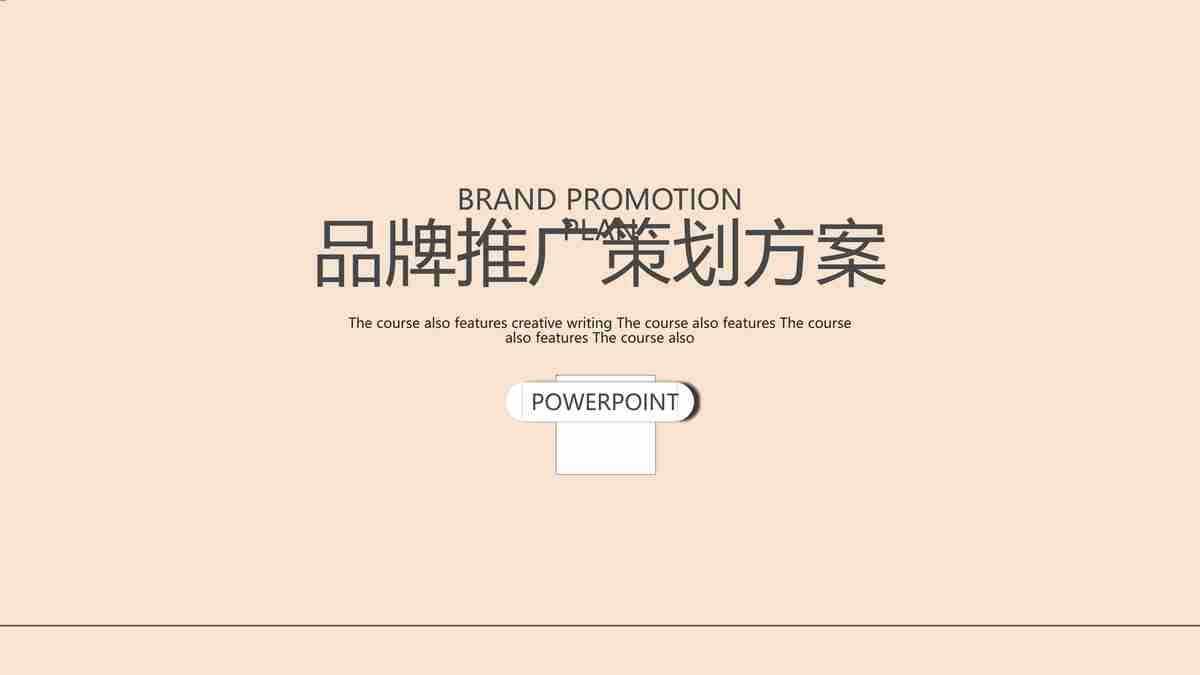 BRAND PROMOTION
PLAN
品牌推广策划方案
The course also features creative writing The course also features The course
also features The course also
POWERPOINT